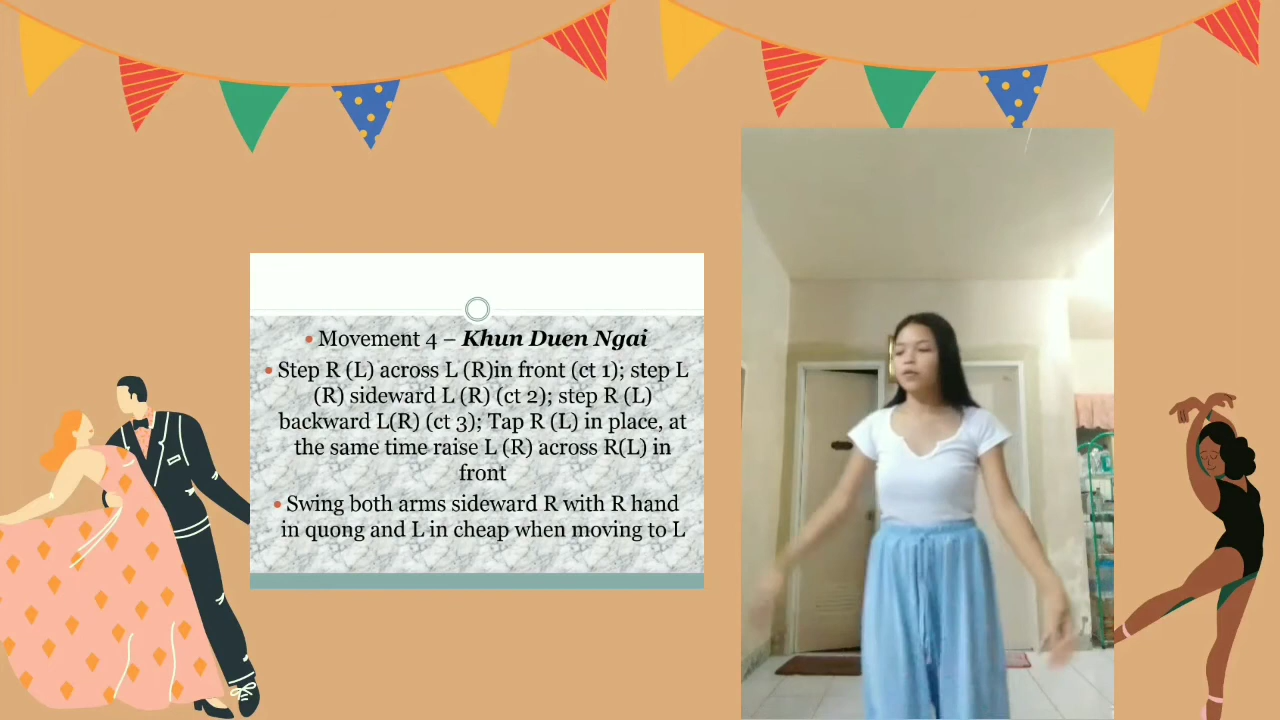 • Movement 4 – Khun Duen Ngai
• Step R (L) across L (R)in front (ct 1); step L
(R) sideward L (R) (ct 2); step R (L)
backward L(R) (ct 3); Tap R (L) in place, at
the same time raise L (R) across R(L) in
front
• Swing both arms sideward R with R hand
in quong and L in cheap when moving to L